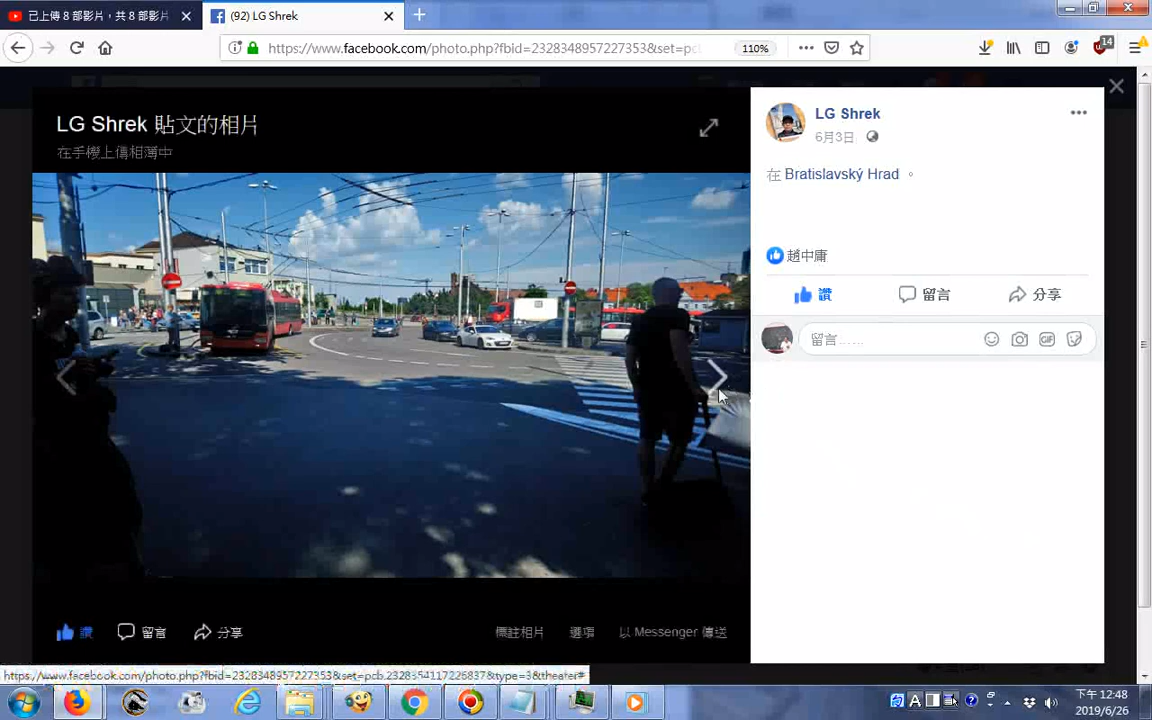 已上傳 8 部影片，共 8 部影片
(92) LG Shrek
https://www.facebook.com/photo.php?fbid=2328348957227353&set=pc
110%
14
LG Shrek 貼文的相片
在手機上傳相簿中
LG Shrek
6月3日
在 Bratislavský Hrad 。
趙中庸
讚
留言
分享
留言……
GIF
讚
留言
分享
標註相片
選項
以 Messenger 傳送
https://www.facebook.com/photo.php?fbid=2328348957227353&set=pcb.2328354117226837&type=3&theater#
下午 12:48
2019/6/26